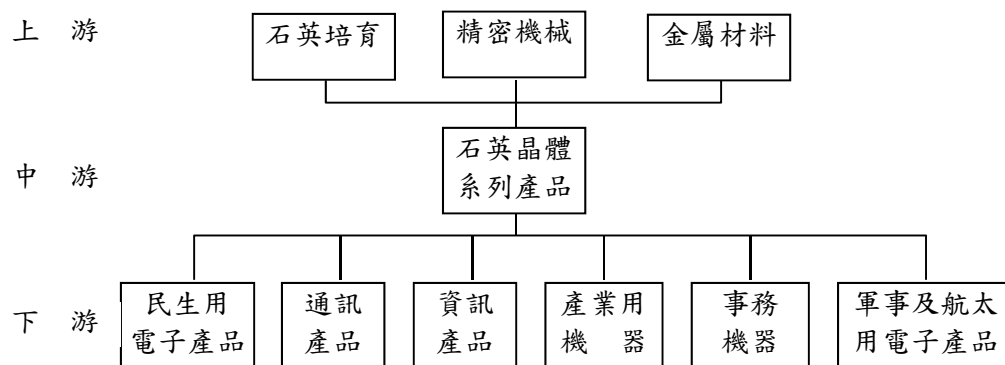 上 游
石英培育
精密機械
金屬材料
中 游
石英晶體
系列產品
下 游
民生用
電子產品
通訊
產品
資訊
產品
產業用
機 器
事務
機器
軍事及航太
用電子產品